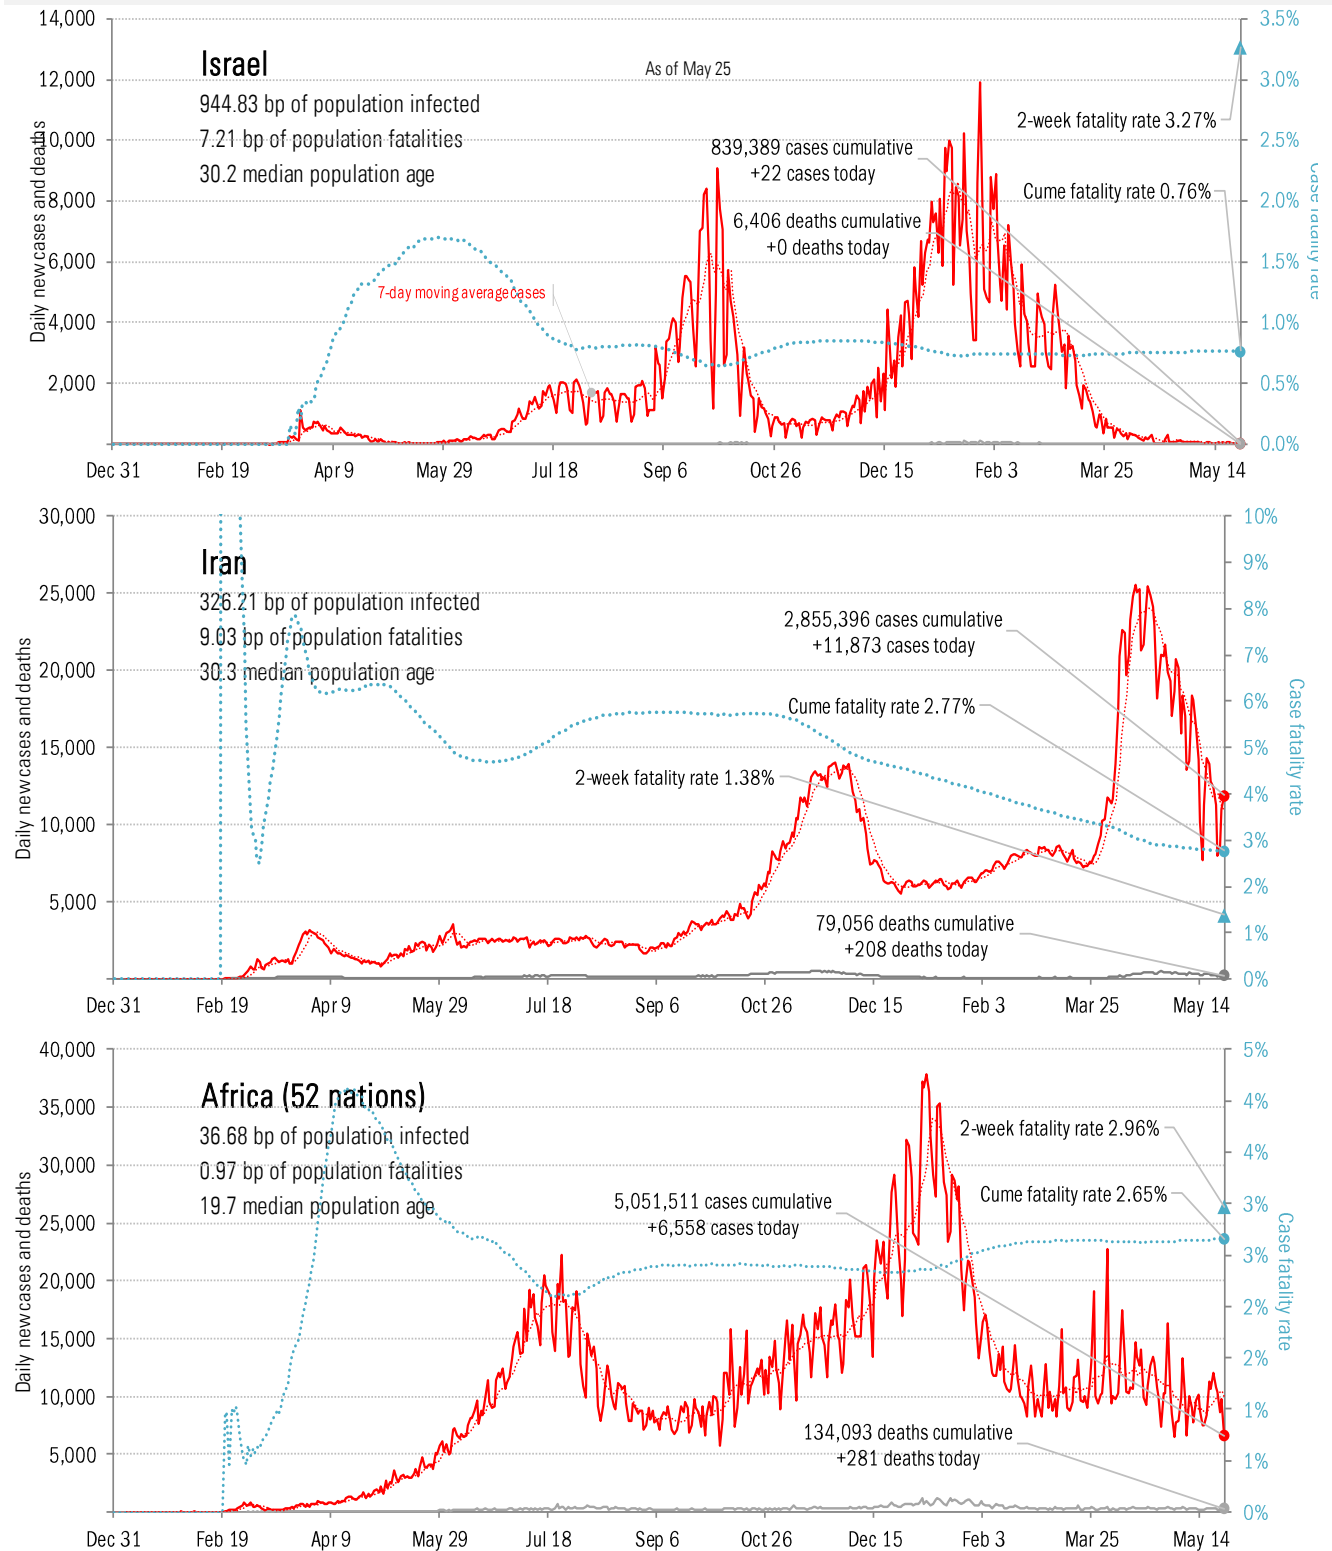 14,000
3.5%
Israel
As of May 25
12,000
3.0%
944.83 bp of population infected
2-week fatality rate 3.27%
10,000
7.21 bp of population fatalities
2.5%
839,389 cases cumulative
+22 cases today
30.2 median population age
Cume fatality rate 0.76%
8,000
2.0%
6,406 deaths cumulative
+0 deaths today
6,000
1.5%
7-day moving average cases
4,000
1.0%
2,000
0.5%
0.0%
Daily new cases and deaths
Case fatality rate
Dec 31 Feb 19 Apr 9 May 29 Jul 18 Sep 6 Oct 26 Dec 15 Feb 3 Mar 25 May 14
30,000
10%
Iran
9%
25,000
326.21 bp of population infected
8%
2,855,396 cases cumulative
+11,873 cases today
9.03 bp of population fatalities
7%
20,000
30.3 median population age
6%
Cume fatality rate 2.77%
15,000
5%
2-week fatality rate 1.38%
4%
10,000
3%
2%
5,000
79,056 deaths cumulative
+208 deaths today
1%
0%
Daily new cases and deaths
Case fatality rate
Dec 31 Feb 19 Apr 9 May 29 Jul 18 Sep 6 Oct 26 Dec 15 Feb 3 Mar 25 May 14
40,000
5%
Africa (52 nations)
35,000
4%
36.68 bp of population infected
2-week fatality rate 2.96%
30,000
4%
0.97 bp of population fatalities
Cume fatality rate 2.65%
19.7 median population age
3%
5,051,511 cases cumulative
+6,558 cases today
25,000
3%
20,000
2%
15,000
2%
10,000
1%
134,093 deaths cumulative
+281 deaths today
5,000
1%
0%
Daily new cases and deaths
Case fatality rate
Dec 31 Feb 19 Apr 9 May 29 Jul 18 Sep 6 Oct 26 Dec 15 Feb 3 Mar 25 May 14